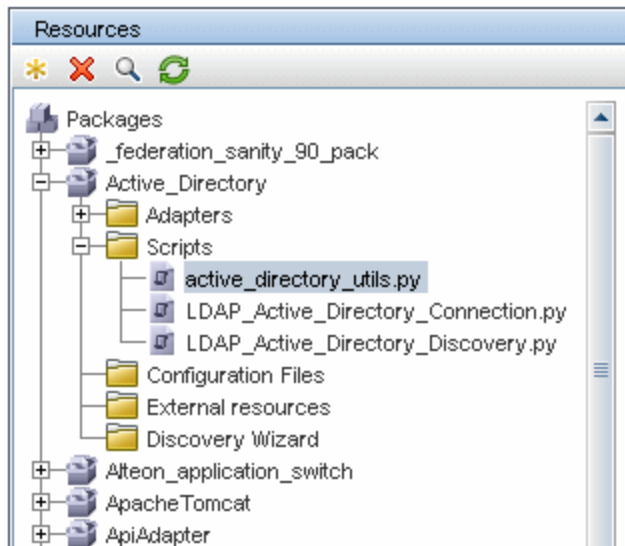 Resources
Packages
_federation_sanity_90_pack
Active_Directory
Adapters
Scripts
active_directory_utils.py
LDAP_Active_Directory_Connection.py
LDAP_Active_Directory_Discovery.py
Configuration Files
External resources
Discovery Wizard
Alteon_application_switch
ApacheTomcat
ApiAdapter